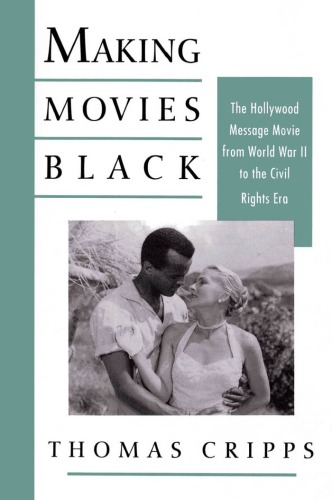 MAKING
MOVIES
BLACK
The Hollywood
Message Movie
from World War II
to the Civil
Rights Era
THOMAS CRIPPS